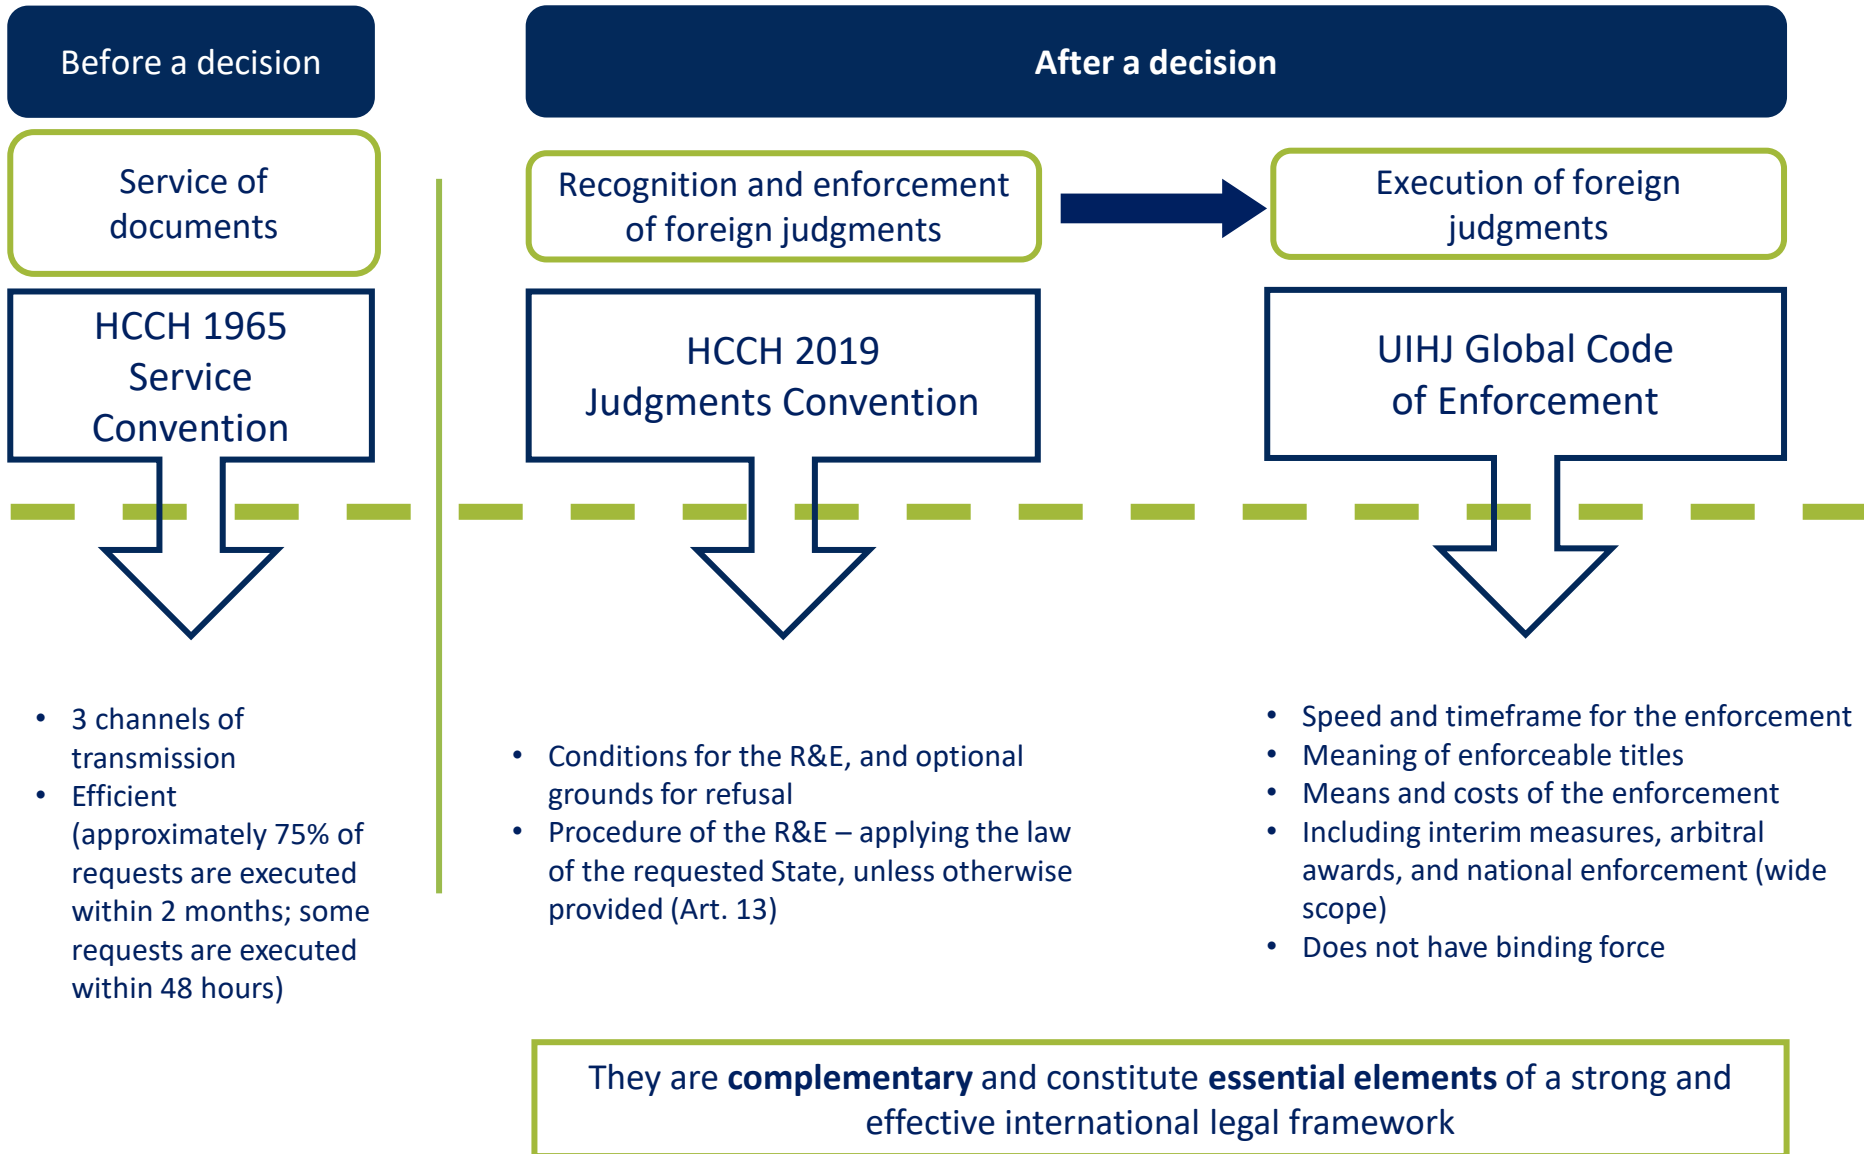 Before a decision
After a decision
Service of
documents
Recognition and enforcement
of foreign judgments
Execution of foreign
judgments
HCCH 1965
Service
Convention
HCCH 2019
Judgments Convention
UIHJ Global Code
of Enforcement
• 3 channels of
transmission
• Efficient
(approximately 75% of
requests are executed
within 2 months; some
requests are executed
within 48 hours)
• Conditions for the R&E, and optional
grounds for refusal
• Procedure of the R&E – applying the law
of the requested State, unless otherwise
provided (Art. 13)
• Speed and timeframe for the enforcement
• Meaning of enforceable titles
• Means and costs of the enforcement
• Including interim measures, arbitral
awards, and national enforcement (wide
scope)
• Does not have binding force
They are complementary and constitute essential elements of a strong and
effective international legal framework